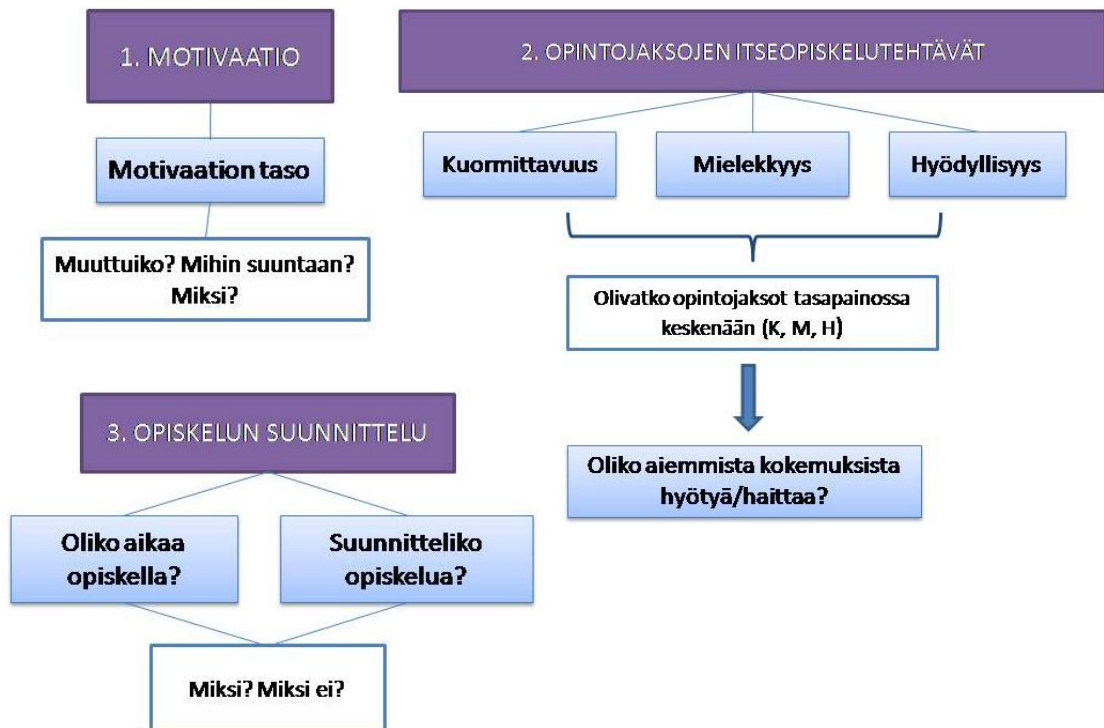 1. MOTIVAATIO
Motivaation taso
Muuttuiko? Mihin suuntaan?
Miksi?
2. OPINTOJAKSOJEN ITSEOPISKELUTEHTÄVÄT
Kuormittavuus
Mielekkyys
Hyödyllisyys
Olivatko opintojaksot tasapainossa
keskenään (K, M, H)
Oliko aiemmista kokemuksista
hyötyä/haittaa?
3. OPISKELUN SUUNNITTELU
Oliko aikaa
opiskella?
Suunnitteliko
opiskelua?
Miksi? Miksi ei?